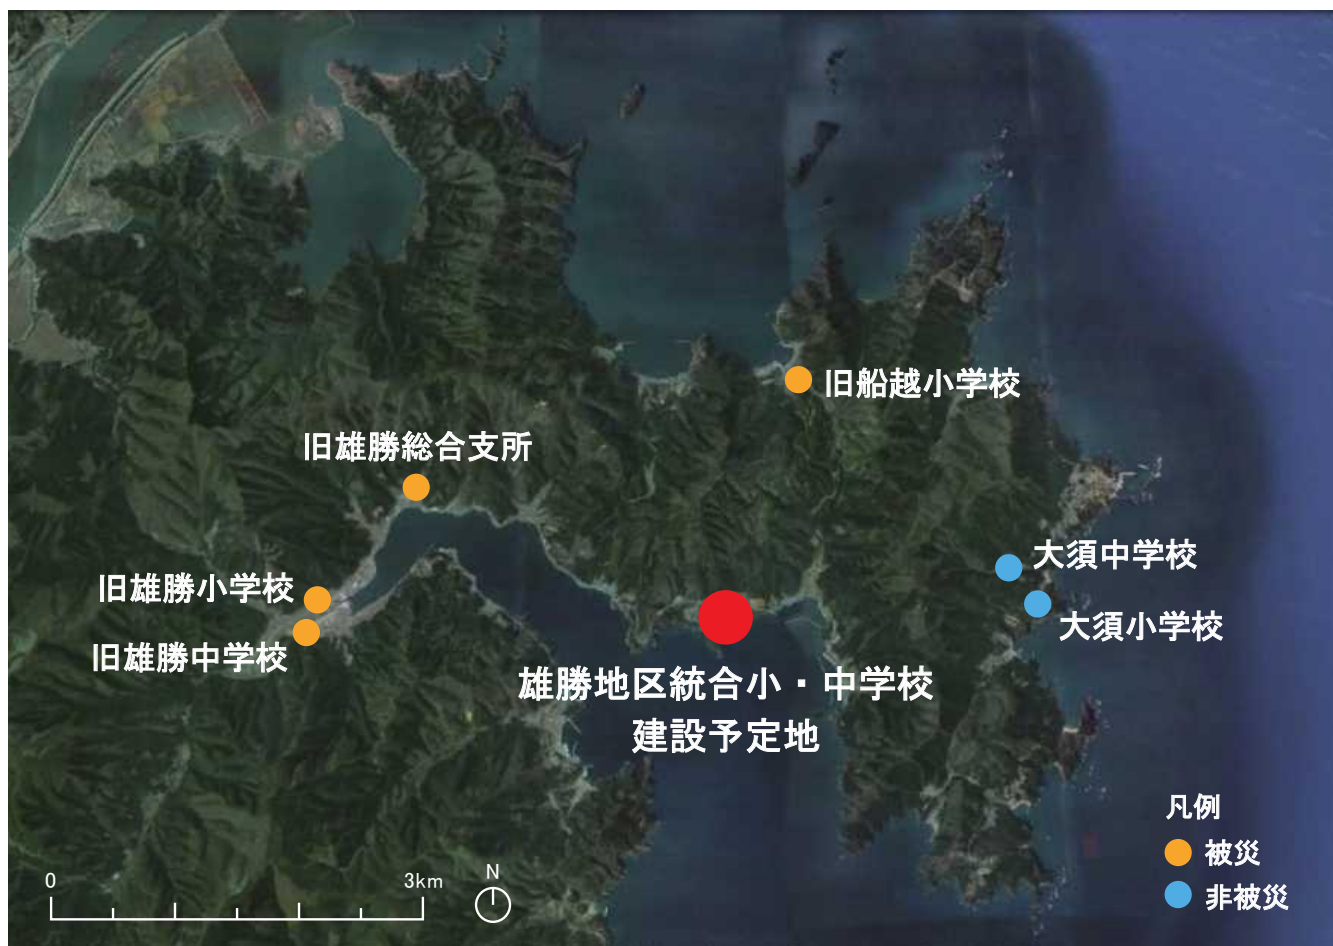 旧船越小学校
旧雄勝総合支所
大須中学校
旧雄勝小学校
大須小学校
旧雄勝中学校
雄勝地区統合小・中学校
建設予定地
凡例
被災
非被災
0
3km
N